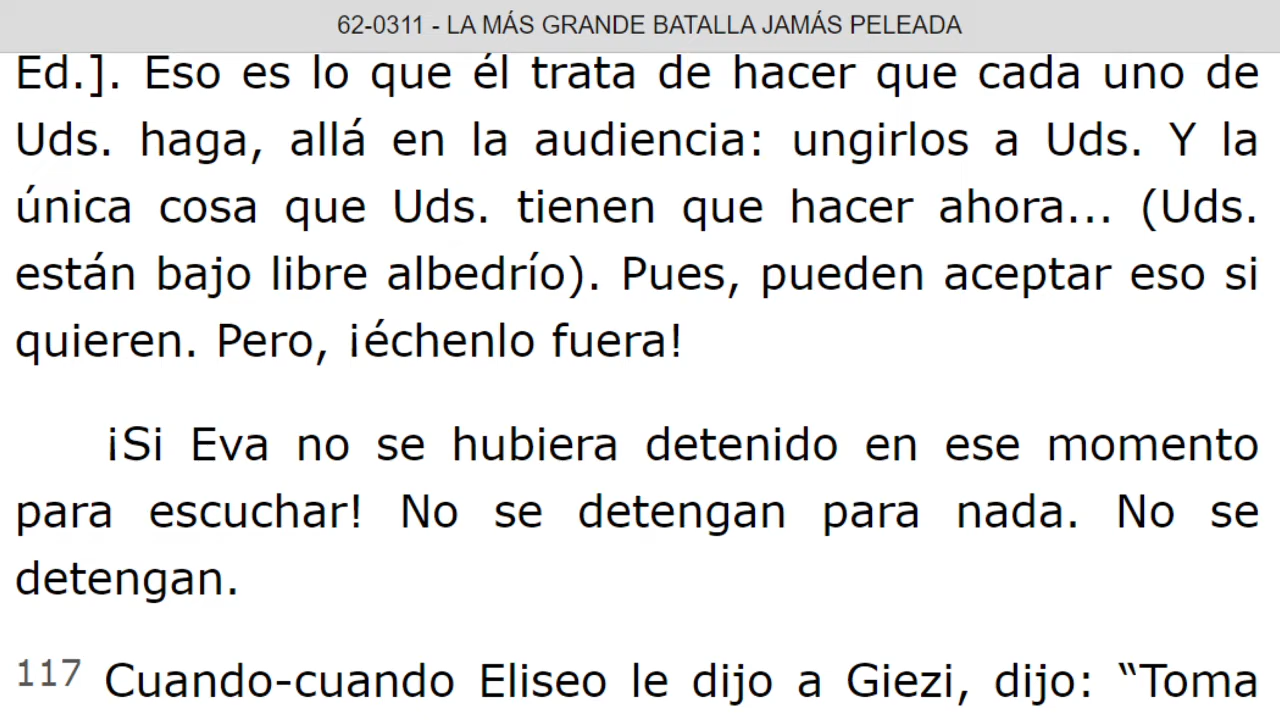 62-0311 - LA MÁS GRANDE BATALLA JAMÁS PELEADA
Ed.]. Eso es lo que él trata de hacer que cada uno de
Uds. haga, allá en la audiencia: ungirlos a Uds. Y la
única cosa que Uds. tienen que hacer ahora... (Uds.
están bajo libre albedrío). Pues, pueden aceptar eso si
quieren. Pero, ¡échenlo fuera!
¡Si Eva no se hubiera detenido en ese momento
para escuchar! No se detengan para nada. No se
detengan.
117 Cuando-cuando Eliseo le dijo a Giezi, dijo: “Toma